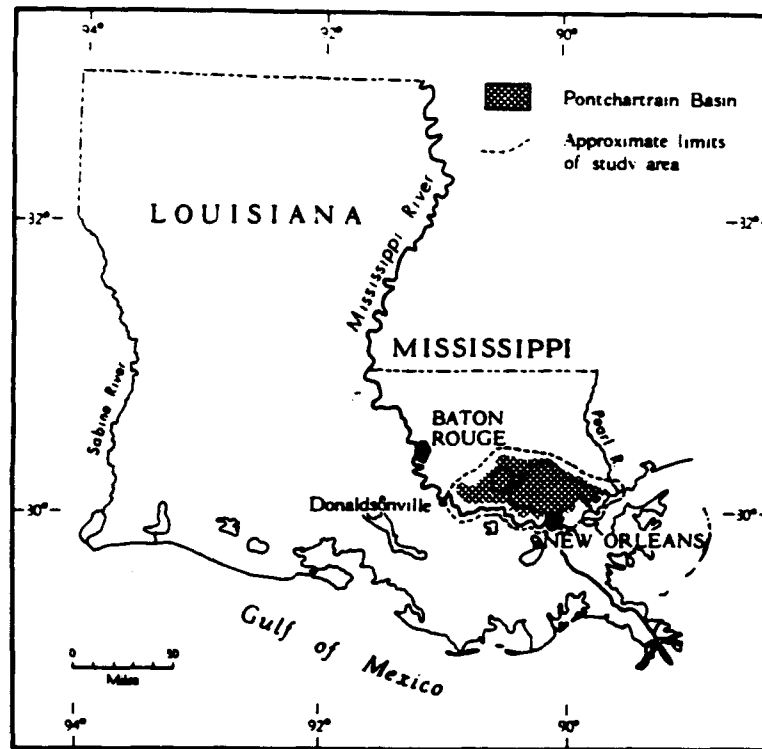 94°
92°
90°
Pontchartrain Basin
Approximate limits
of study area
32°
LOUISIANA
Mississippi River
32°
MISSISSIPPI
Sabine River
Pearl R.
BATON
ROUGE
30°
Donaldsonville
30°
NEW ORLEANS
Gulf of Mexico
0
Miles
94°
92°
90°